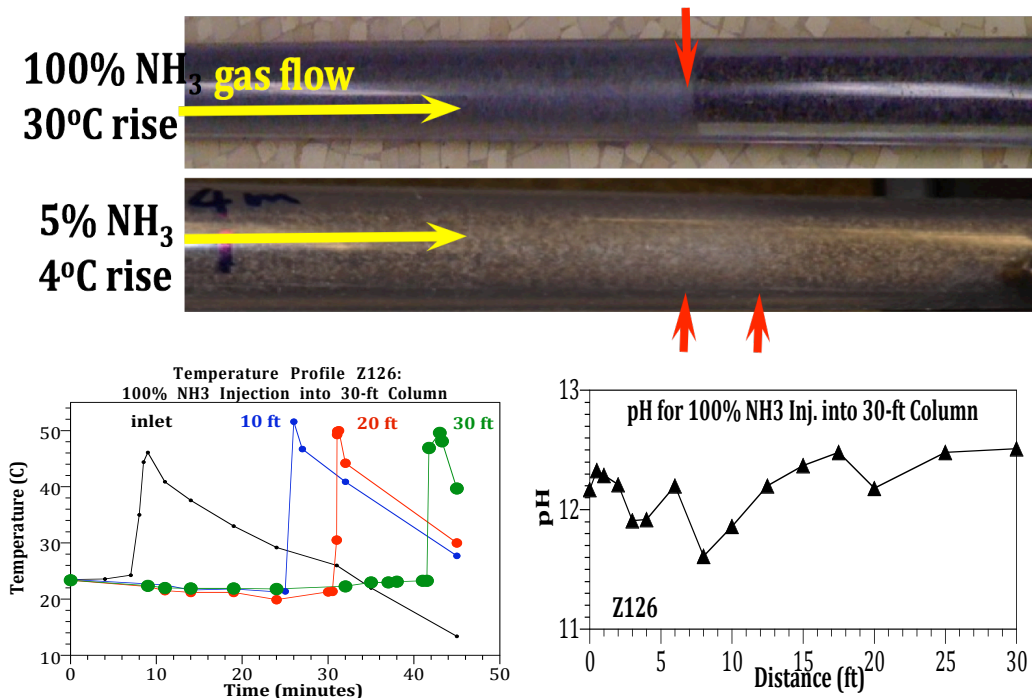 100% NH3 gas flow
30ºC rise
4 m
5% NH3
4ºC rise
Temperature Profile Z126:
100% NH3 Injection into 30-ft Column
inlet 10 ft 20 ft 30 ft
Temperature (C)
50
40
30
20
10
0 10 20 30 40 50
Time (minutes)
13
pH for 100% NH3 Inj. into 30-ft Column
12
pH
Z126
11
0 5 10 15 20 25 30
Distance (ft)